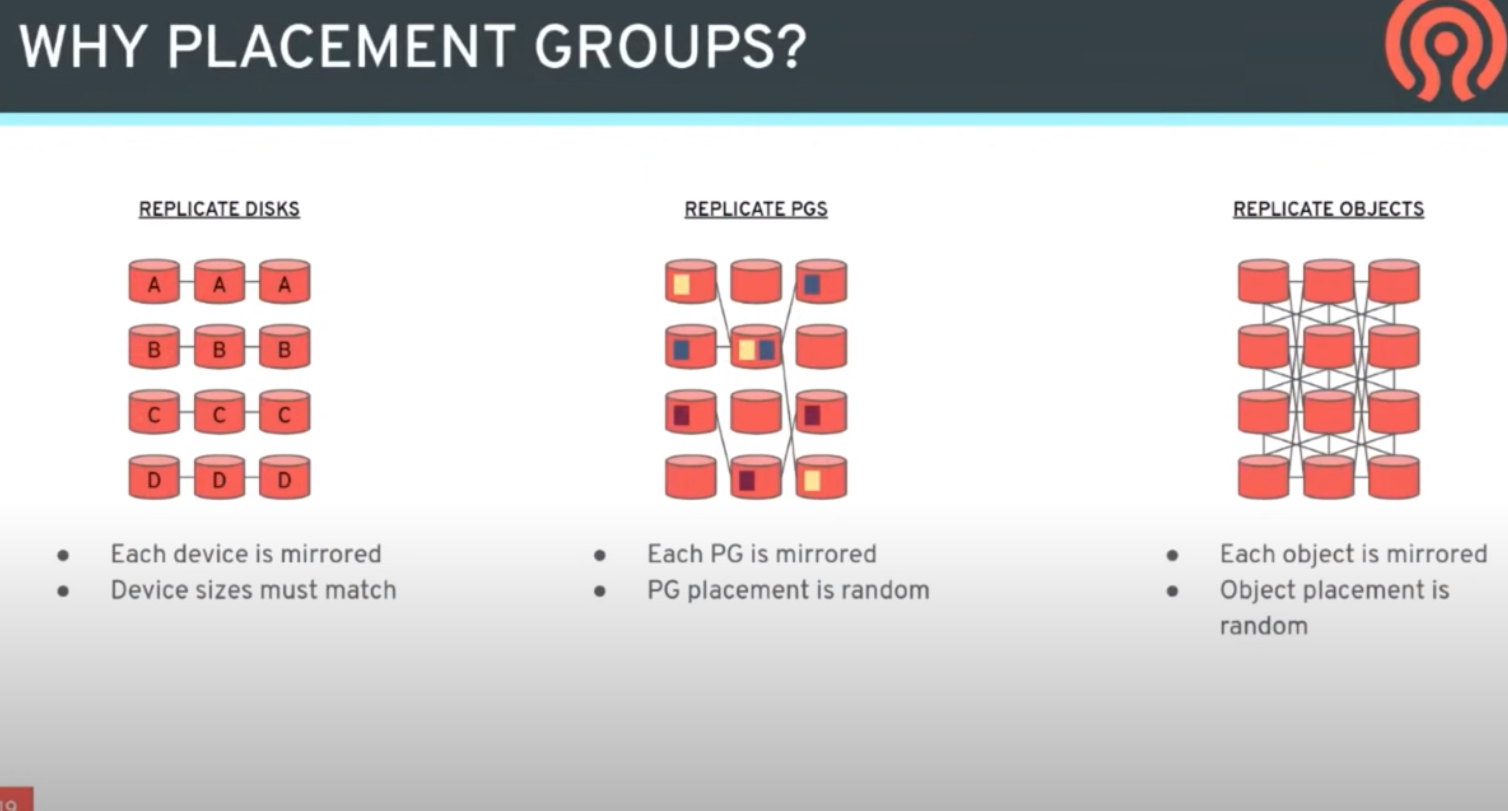 WHY PLACEMENT GROUPS?
REPLICATE DISKS
A A A
B B B
C C C
D D D
• Each device is mirrored
• Device sizes must match
REPLICATE PGS
• Each PG is mirrored
• PG placement is random
REPLICATE OBJECTS
• Each object is mirrored
• Object placement is
random
19